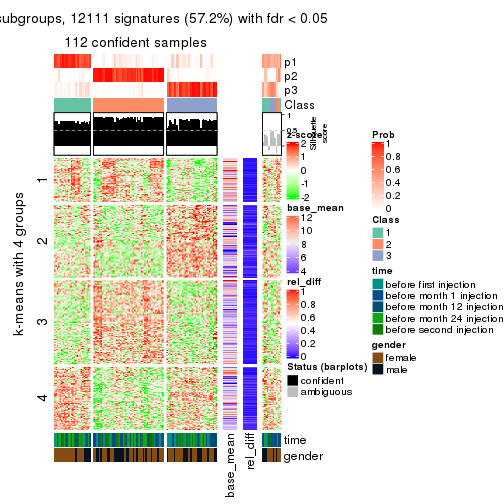 subgroups, 12111 signatures (57.2%) with fdr < 0.05
112 confident samples
p1
p2
p3
Class
1
0.5
Silhouette
score
k-means with 4 groups
1
2
3
4
z-score
2
1
0
-1
-2
base_mean
12
10
8
6
4
rel_diff
1
0.8
0.6
0.4
0.2
0
Status (barplots)
confident
ambiguous
Prob
1
0.8
0.6
0.4
0.2
0
Class
1
2
3
time
before first injection
before month 1 injection
before month 12 injection
before month 24 injection
before second injection
gender
female
male
time
gender
base_mean
rel_diff